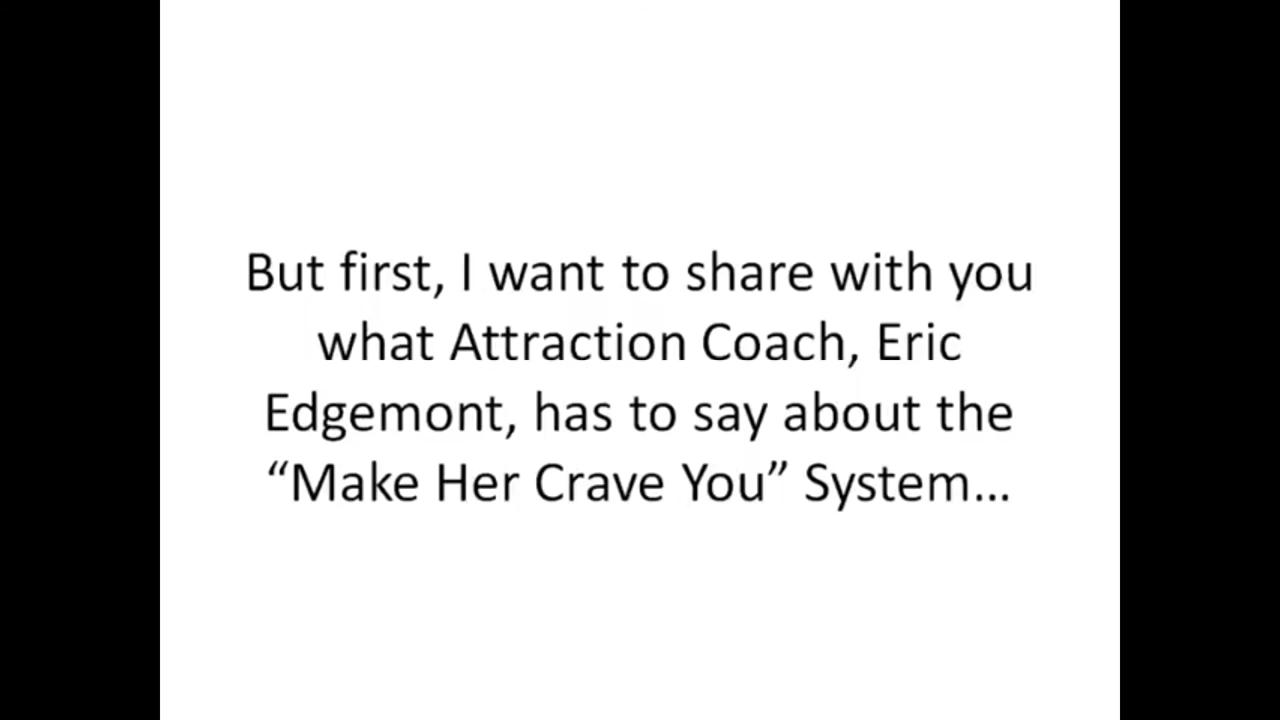 But first, I want to share with you
what Attraction Coach, Eric
Edgemont, has to say about the
“Make Her Crave You” System…